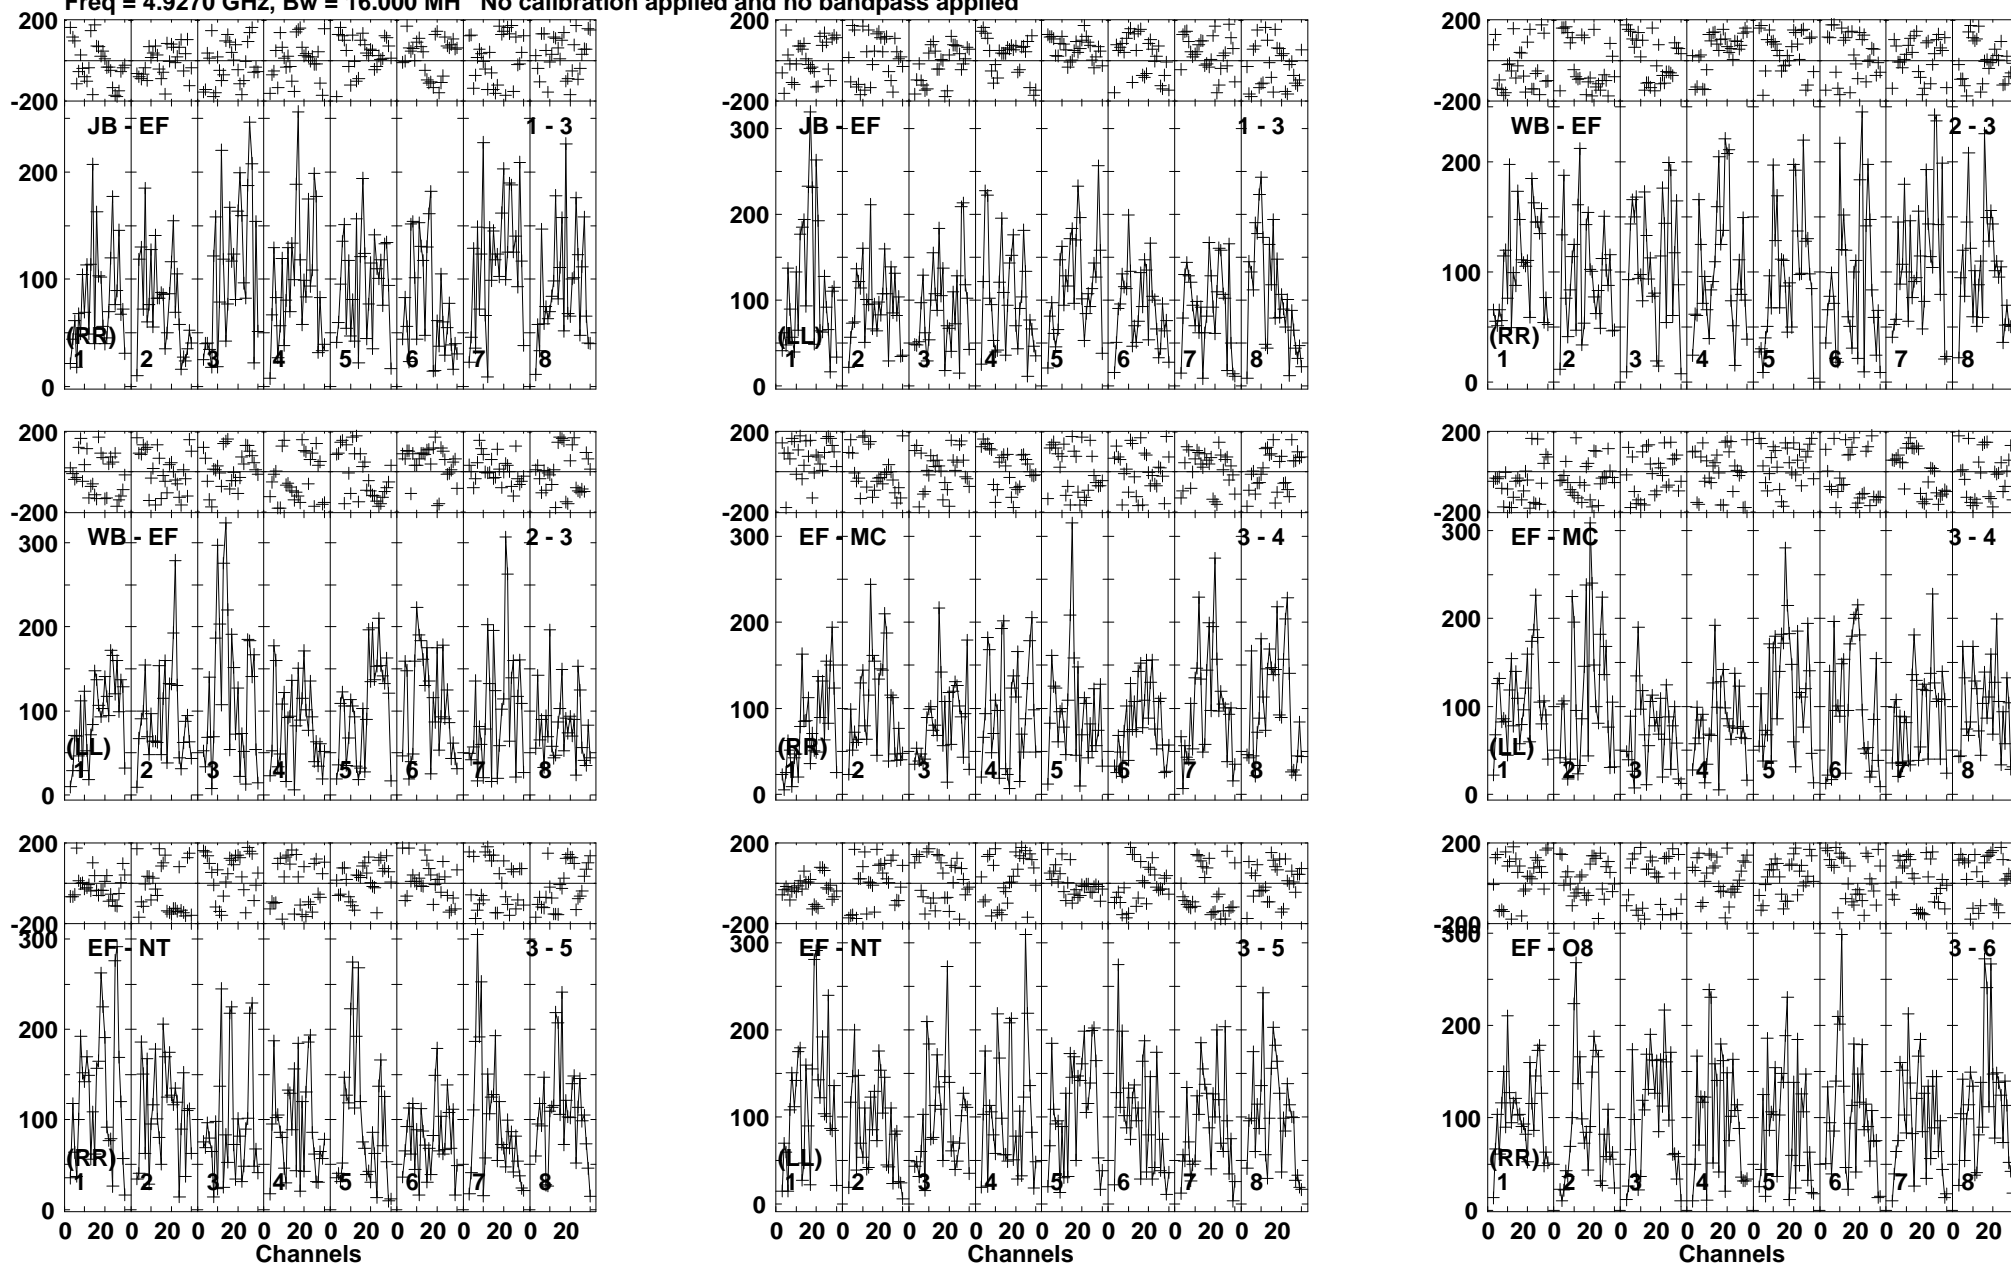 Freq = 4.9270 GHz, Bw = 16.000 MH No calibration applied and no bandpass applied
200 200 200
-200 -200 -200
JB - EF 1 - 3 JB - EF 1 - 3 WB - EF 2 - 3
300
200 200 200
100 100 100
(RR) (LL) (RR)
1 2 3 4 5 6 7 8 1 2 3 4 5 6 7 8 1 2 3 4 5 6 7 8
0 0 0
200 200 200
-200 -200 -200
WB - EF 2 - 3 EF - MC 3 - 4 EF - MC 3 - 4
300 300 300
200 200 200
100 100 100
(LL) (RR) (LL)
1 2 3 4 5 6 7 8 1 2 3 4 5 6 7 8 1 2 3 4 5 6 7 8
0 0 0
200 200 200
-200 -200 -200
300 300 300
EF - NT 3 - 5 EF - NT 3 - 5 EF - O8 3 - 6
200 200 200
100 100 100
(RR) (LL) (RR)
1 2 3 4 5 6 7 8 1 2 3 4 5 6 7 8 1 2 3 4 5 6 7 8
0 0 0
0 20 0 20 0 20 0 20 0 20 0 20 0 20 0 20 0 20 0 20 0 20 0 20 0 20 0 20 0 20 0 20 0 20 0 20 0 20 0 20 0 20 0 20 0 20 0 20
Channels Channels Channels